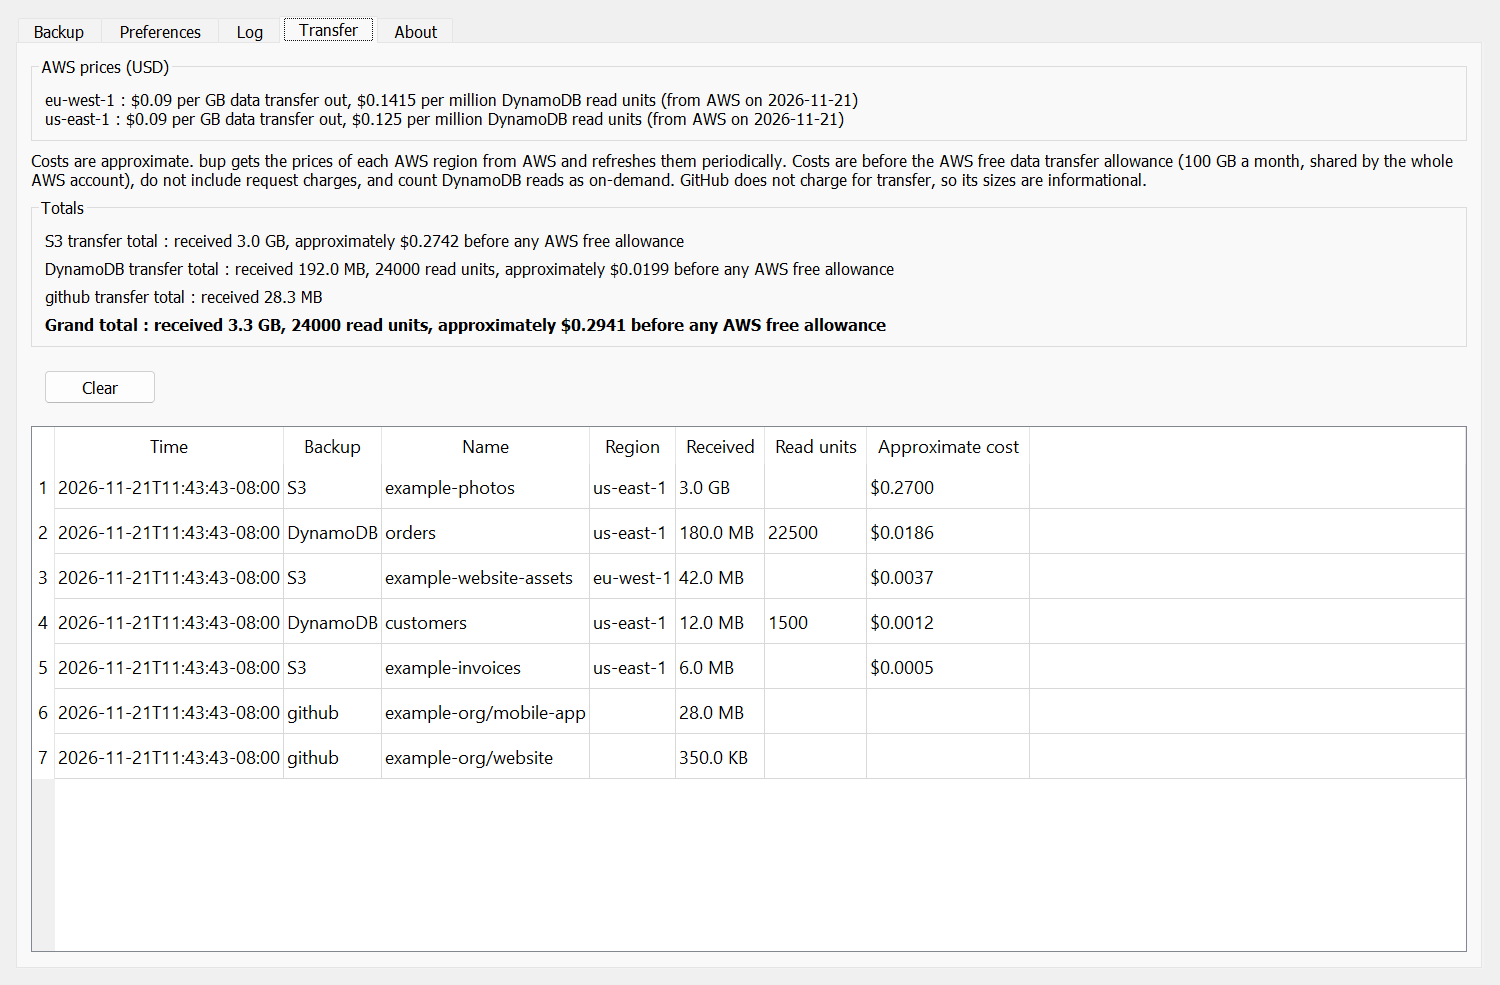 Backup Preferences Log Transfer About
AWS prices (USD)
eu-west-1 : $0.09 per GB data transfer out, $0.1415 per million DynamoDB read units (from AWS on 2026-11-21)
us-east-1 : $0.09 per GB data transfer out, $0.125 per million DynamoDB read units (from AWS on 2026-11-21)
Costs are approximate. bup gets the prices of each AWS region from AWS and refreshes them periodically. Costs are before the AWS free data transfer allowance (100 GB a month, shared by the whole
AWS account), do not include request charges, and count DynamoDB reads as on-demand. GitHub does not charge for transfer, so its sizes are informational.
Totals
S3 transfer total : received 3.0 GB, approximately $0.2742 before any AWS free allowance
DynamoDB transfer total : received 192.0 MB, 24000 read units, approximately $0.0199 before any AWS free allowance
github transfer total : received 28.3 MB
Grand total : received 3.3 GB, 24000 read units, approximately $0.2941 before any AWS free allowance
Clear
Time Backup Name Region Received Read units Approximate cost
1 2026-11-21T11:43:43-08:00 S3 example-photos us-east-1 3.0 GB $0.2700
2 2026-11-21T11:43:43-08:00 DynamoDB orders us-east-1 180.0 MB 22500 $0.0186
3 2026-11-21T11:43:43-08:00 S3 example-website-assets eu-west-1 42.0 MB $0.0037
4 2026-11-21T11:43:43-08:00 DynamoDB customers us-east-1 12.0 MB 1500 $0.0012
5 2026-11-21T11:43:43-08:00 S3 example-invoices us-east-1 6.0 MB $0.0005
6 2026-11-21T11:43:43-08:00 github example-org/mobile-app 28.0 MB
7 2026-11-21T11:43:43-08:00 github example-org/website 350.0 KB